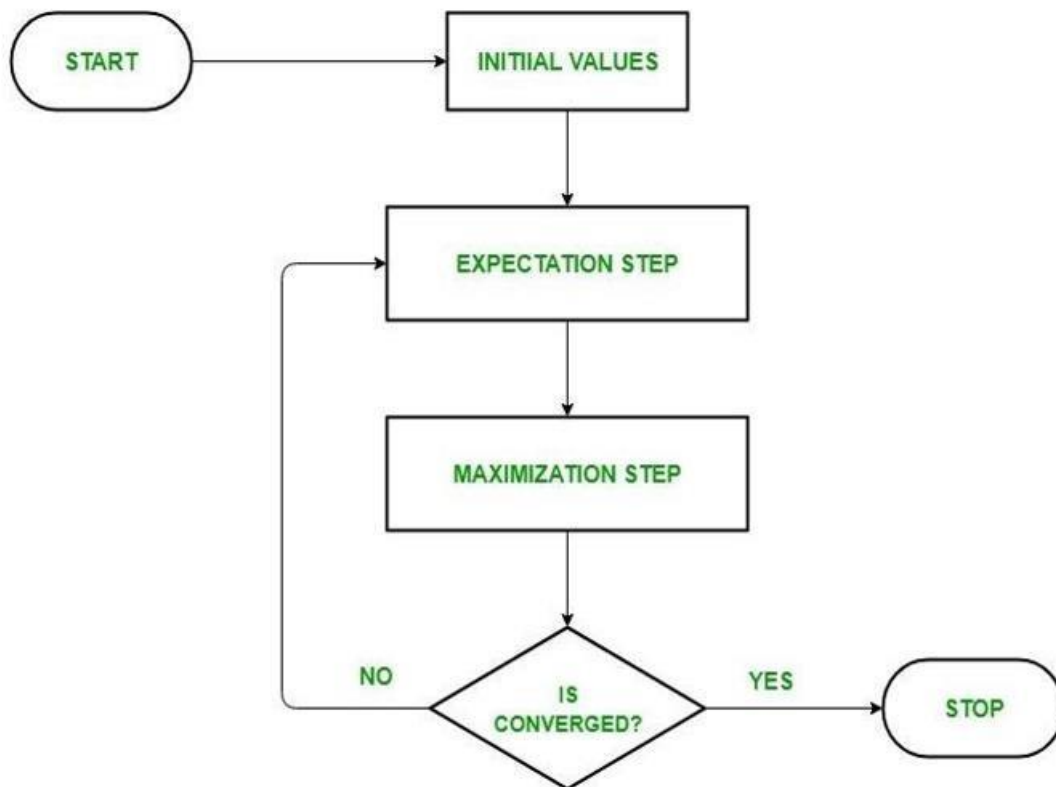 START
INITIIAL VALUES
EXPECTATION STEP
MAXIMIZATION STEP
NO
IS
CONVERGED?
YES
STOP